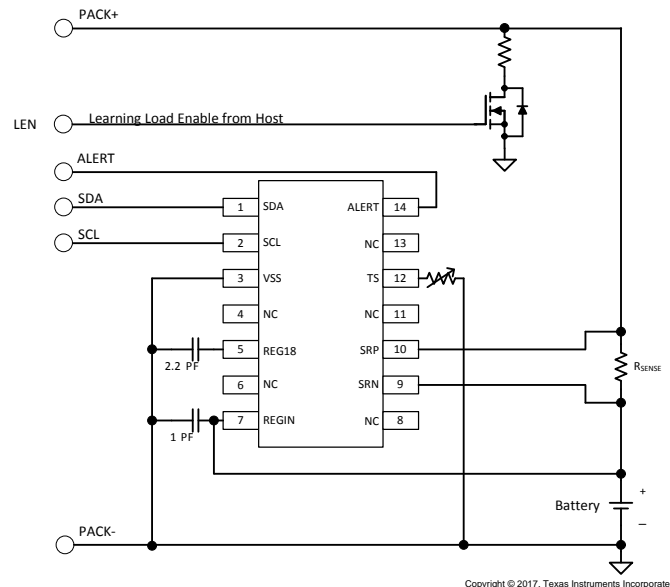 PACK+
LEN
Learning Load Enable from Host
ALERT
SDA
SCL
1 SDA ALERT 14
2 SCL NC 13
3 VSS TS 12
4 NC NC 11
5 REG18 SRP 10
2.2 PF
6 NC SRN 9
7 REGIN NC 8
1 PF
RSENSE
Battery
+
–
PACK-
Copyright © 2017, Texas Instruments Incorporate